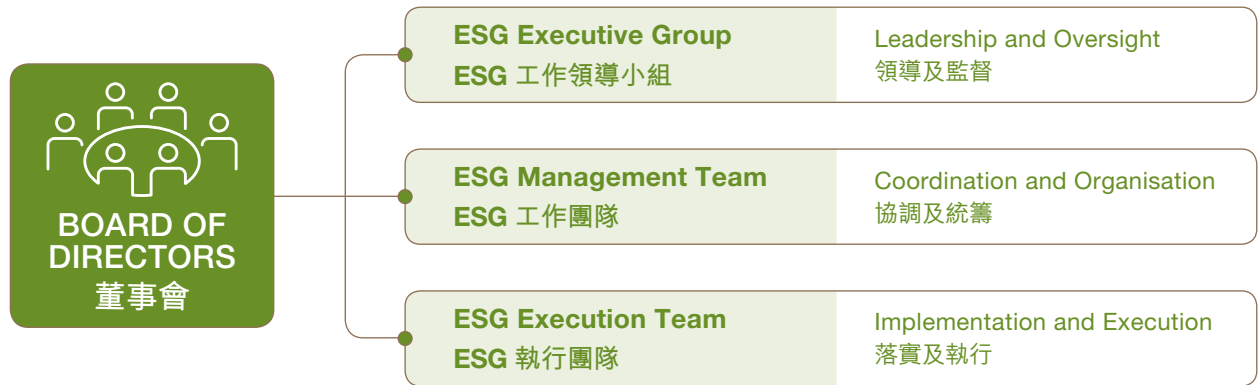 BOARD OF
DIRECTORS
董事會
ESG Executive Group
ESG 工作領導小組
Leadership and Oversight
領導及監督
ESG Management Team
ESG 工作團隊
Coordination and Organisation
協調及統籌
ESG Execution Team
ESG 執行團隊
Implementation and Execution
落實及執行